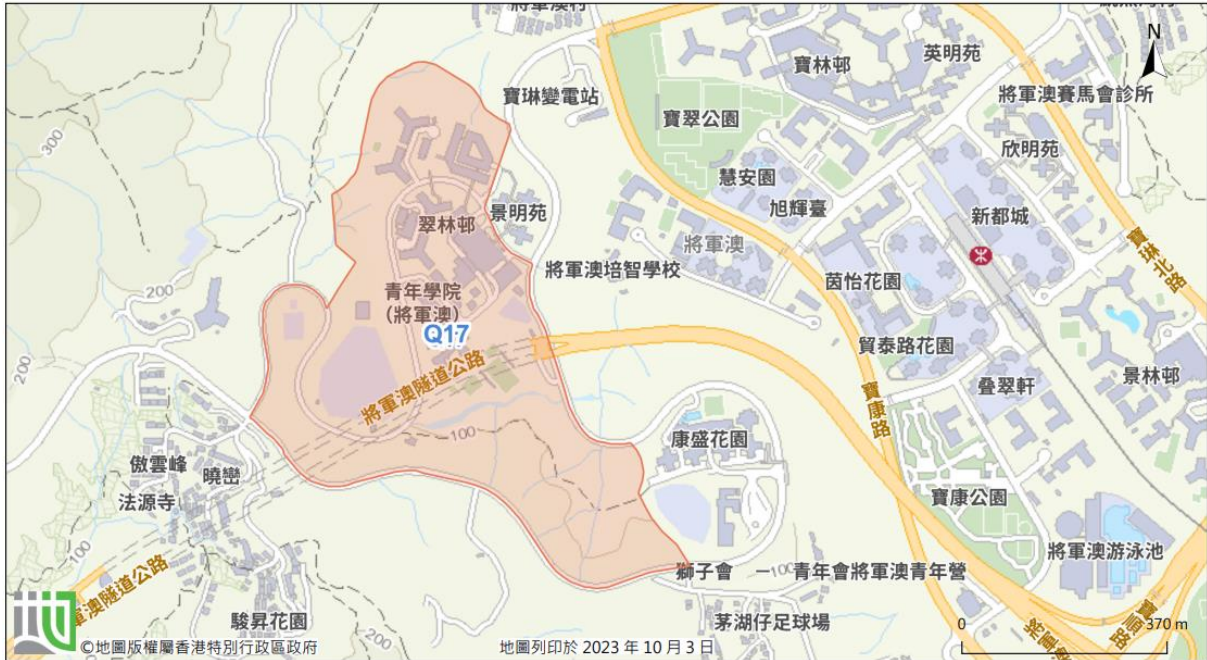 將軍澳村
N
寶林邨
英明苑
寶琳變電站
將軍澳賽馬會診所
寶翠公園
300
欣明苑
慧安園
旭輝臺
新都城
翠林邨
景明苑
將軍澳
寶琳北路
將軍澳培智學校
茵怡花園
200
青年學院
(將軍澳)
Q17
將軍澳隧道公路
貿泰路花園
200
寶康路
景林邨
叠翠軒
100
康盛花園
傲雲峰
曉巒
法源寺
寶康公園
100
將軍澳游泳池
獅子會 — 青年會將軍澳青年營
100
軍澳隧道公路
駿昇花園
茅湖仔足球場
0
370 m
©地圖版權屬香港特別行政區政府
地圖列印於 2023 年 10 月 3 日